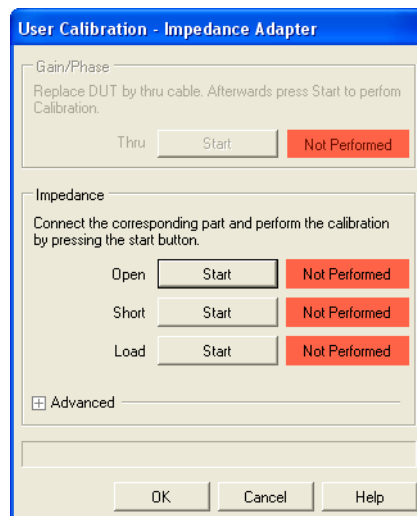 User Calibration - Impedance Adapter
Gain/Phase
Replace DUT by thru cable. Afterwards press Start to perfom
Calibration.
Thru Start Not Performed
Impedance
Connect the corresponding part and perform the calibration
by pressing the start button.
Open Start Not Performed
Short Start Not Performed
Load Start Not Performed
Advanced
OK Cancel Help